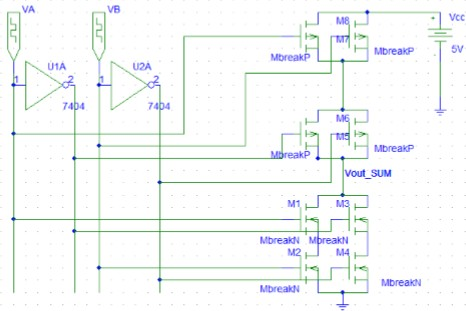 VA
VB
M8
Vcc
M7
+
U1A
U2A
MbreakP
MbreakP
5V
-
1
2
1
2
7404
7404
M6
M5
MbreakP
MbreakP
Vout_SUM
M1
M3
MbreakN
MbreakN
M2
M4
MbreakN
MbreakN